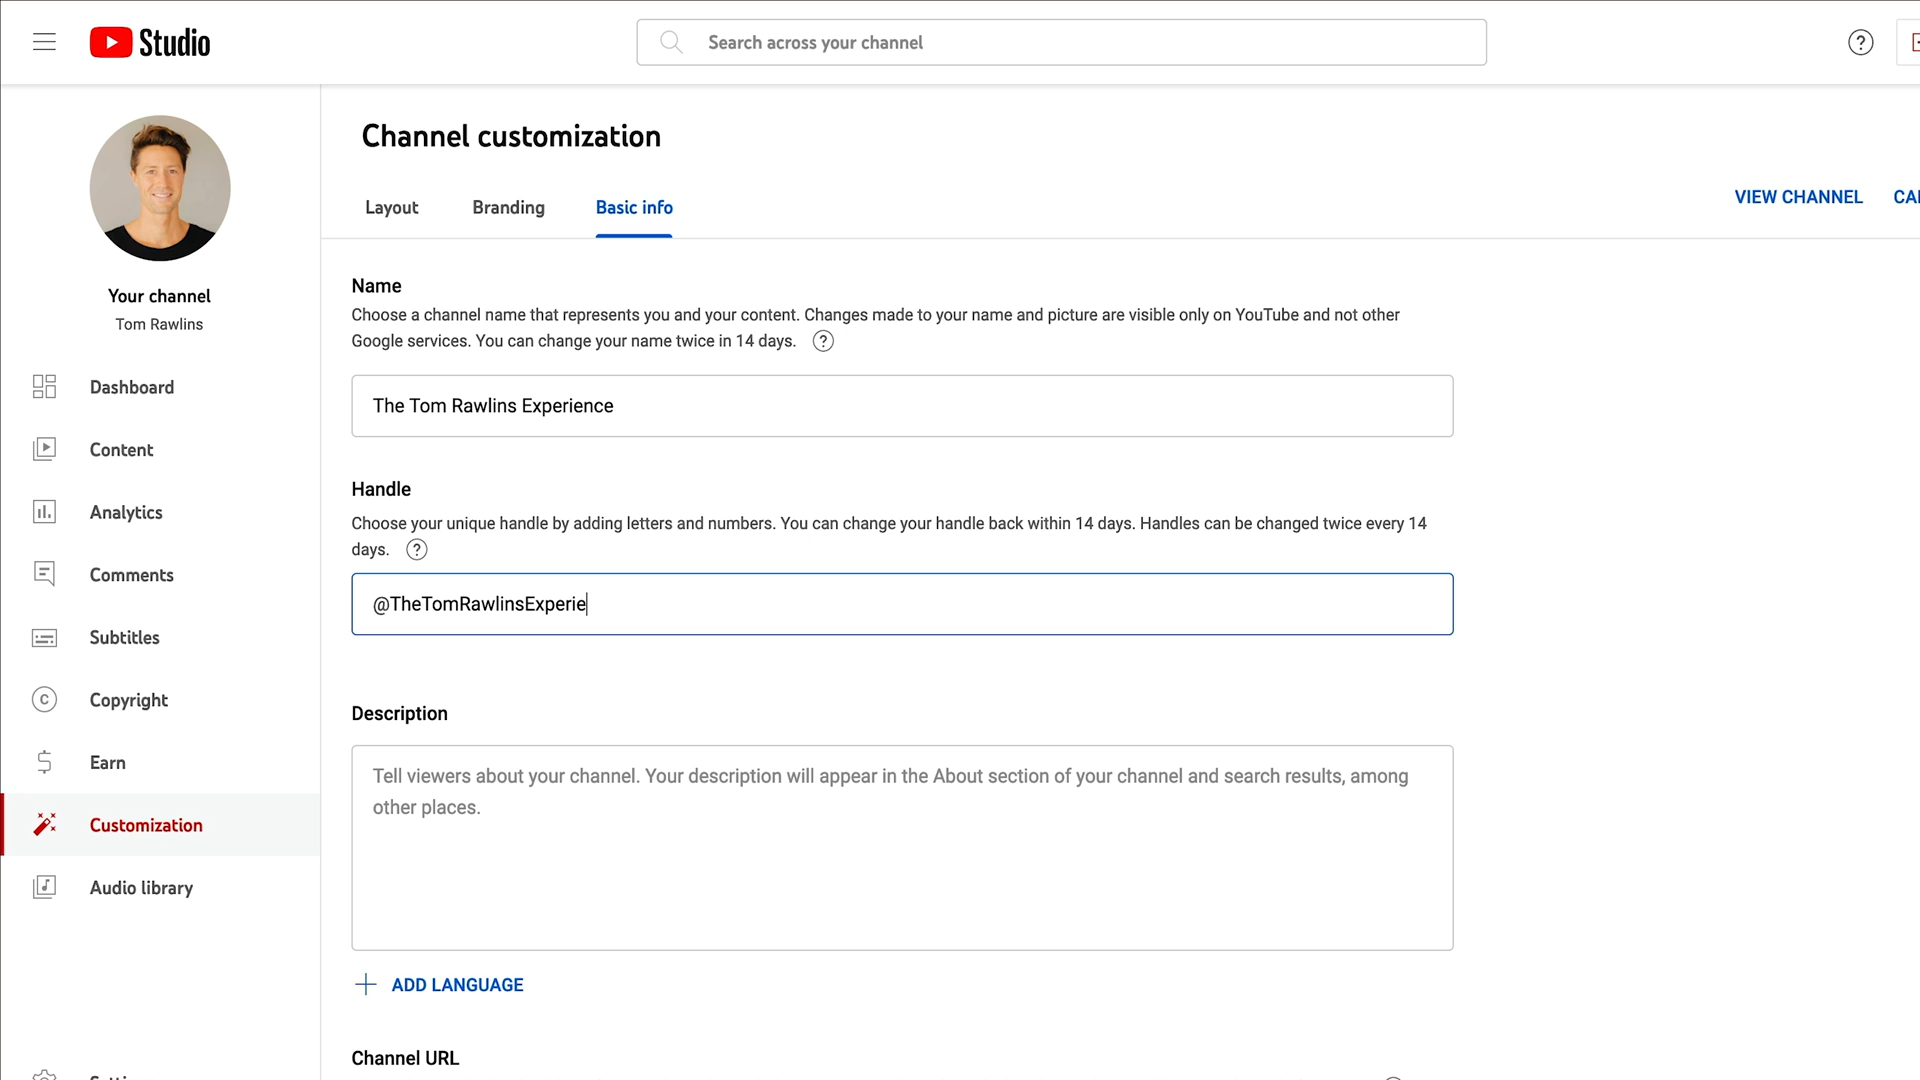 Studio
Search across your channel
Channel customization
Layout
Branding
Basic info
VIEW CHANNEL
Your channel
Tom Rawlins
Dashboard
Content
Analytics
Comments
Subtitles
Copyright
Earn
Customization
Audio library
Name
Choose a channel name that represents you and your content. Changes made to your name and picture are visible only on YouTube and not other
Google services. You can change your name twice in 14 days.
The Tom Rawlins Experience
Handle
Choose your unique handle by adding letters and numbers. You can change your handle back within 14 days. Handles can be changed twice every 14
days.
@TheTomRawlinsExperie
Description
Tell viewers about your channel. Your description will appear in the About section of your channel and search results, among
other places.
ADD LANGUAGE
Channel URL